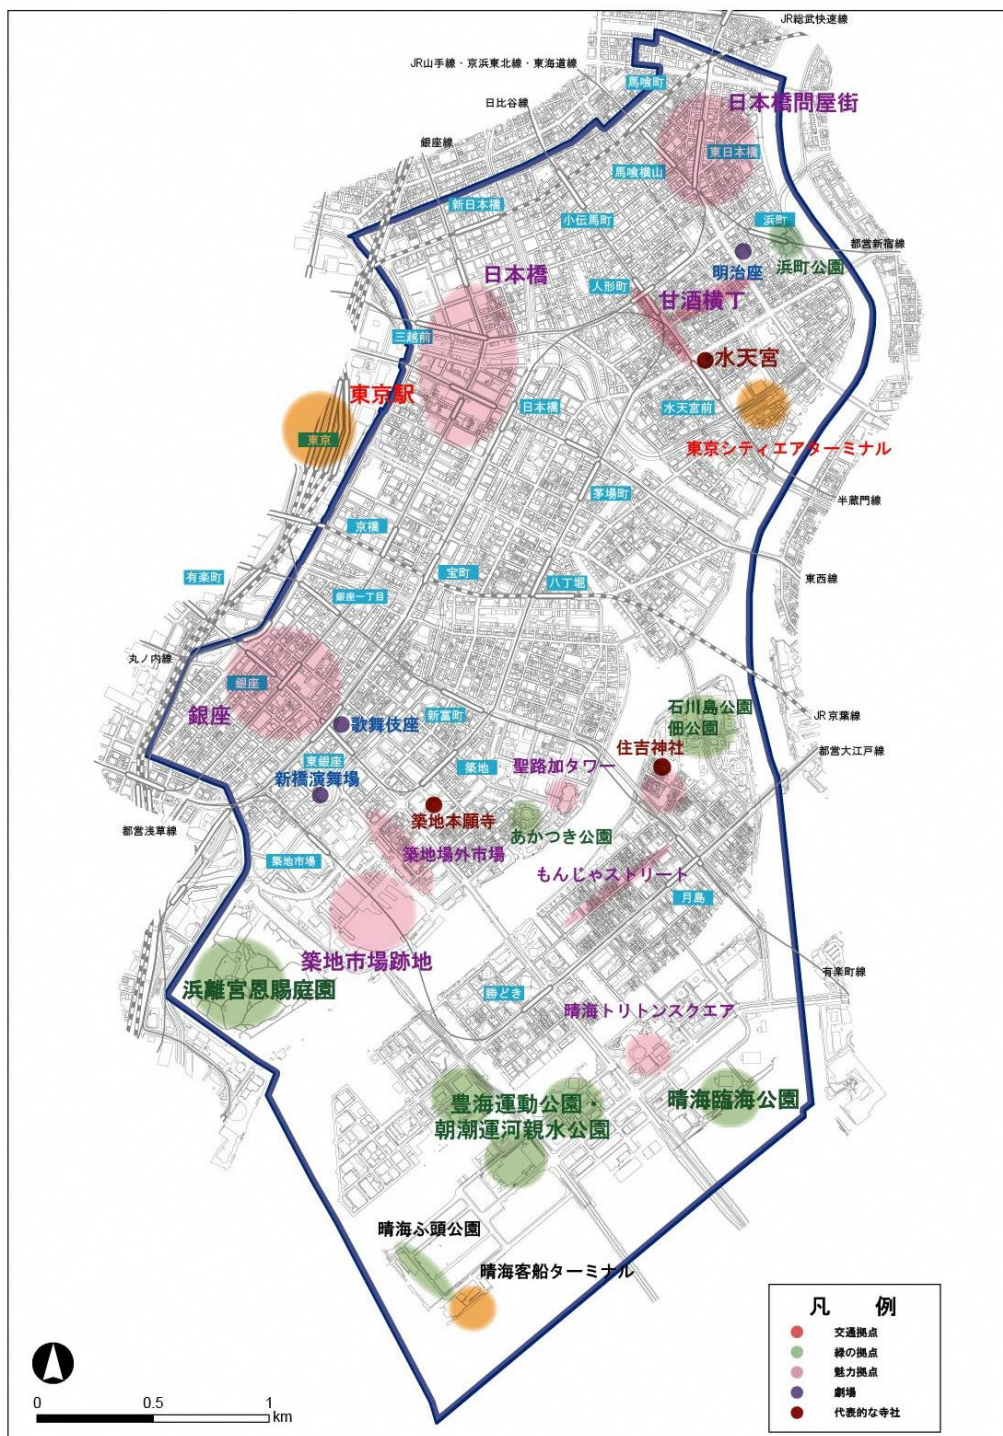 JR総武快速線
JR山手線・京浜東北線・東海道線
馬喰町
日比谷線
日本橋問屋街
銀座線
東日本橋
馬喰横山
新日本橋
小伝馬町
浜町
都営新宿線
明治座
浜町公園
日本橋
人形町
甘酒横丁
三越前
水天宮
東京駅
日本橋
水天宮前
東京
東京シティエアターミナル
茅場町
半蔵門線
京橋
東西線
有楽町
宝町
八丁堀
銀座一丁目
丸ノ内線
銀座
銀座
石川島公園
佃公園
JR京葉線
新富町
歌舞伎座
住吉神社
都営大江戸線
東銀座
築地
聖路加タワー
新橋演舞場
築地本願寺
都営浅草線
あかつき公園
築地場外市場
築地市場
もんじゃストリート
月島
築地市場跡地
有楽町線
浜離宮恩賜庭園
勝どき
晴海トリトンスクエア
豊海運動公園・
朝潮運河親水公園
晴海臨海公園
晴海ふ頭公園
晴海客船ターミナル
凡 例
交通拠点
緑の拠点
魅力拠点
劇場
代表的な寺社
0 0.5 1
km